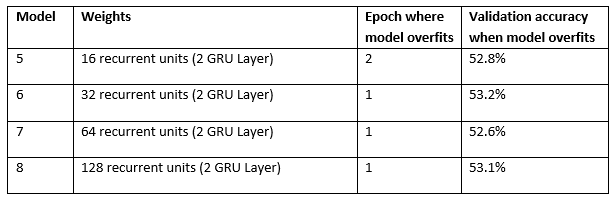 Model Weights Epoch where model overfits Validation accuracy when model overfits
5 16 recurrent units (2 GRU Layer) 2 52.8%
6 32 recurrent units (2 GRU Layer) 1 53.2%
7 64 recurrent units (2 GRU Layer) 1 52.6%
8 128 recurrent units (2 GRU Layer) 1 53.1%